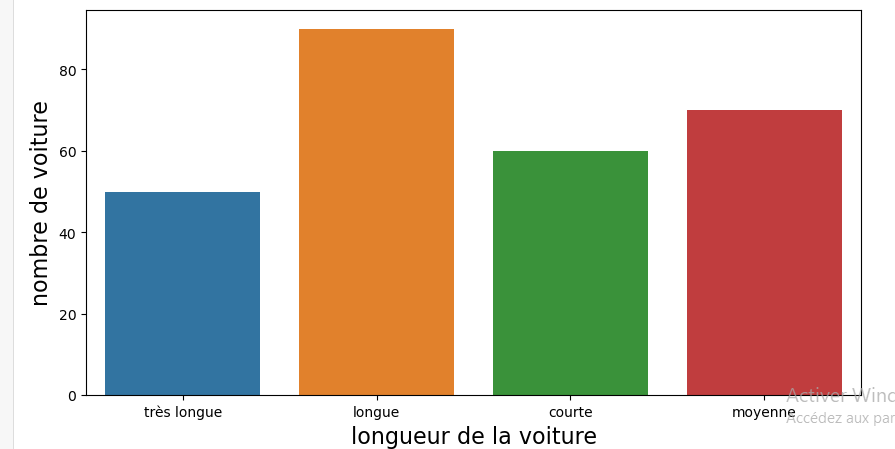 nombre de voiture
80
60
40
20
0
très longue longue courte moyenne
longueur de la voiture
Activer Wind
Accédez aux par